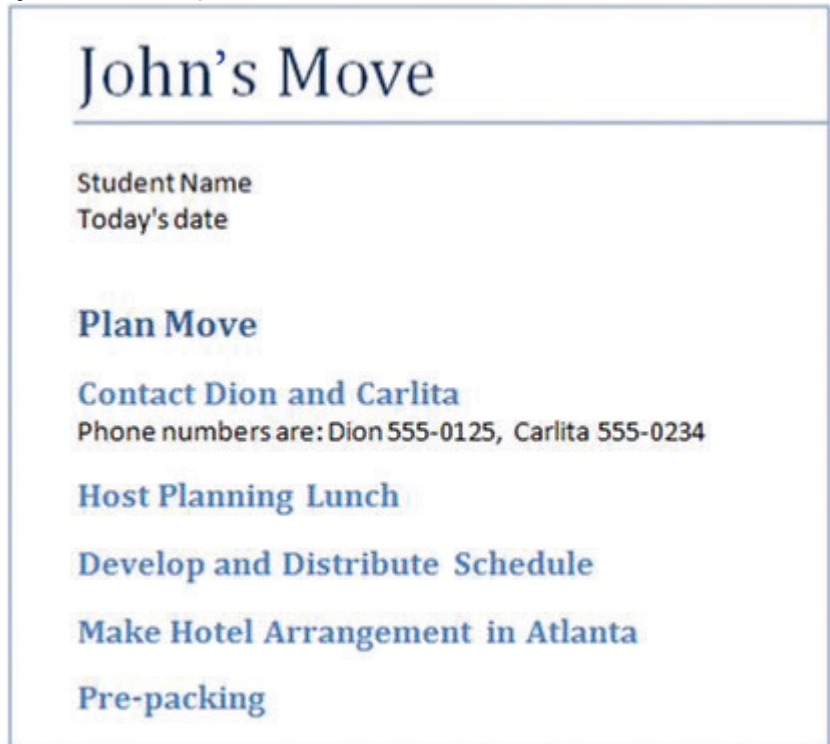 John’s Move
Student Name
Today's date
Plan Move
Contact Dion and Carlita
Phone numbers are: Dion 555-0125, Carlita 555-0234
Host Planning Lunch
Develop and Distribute Schedule
Make Hotel Arrangement in Atlanta
Pre-packing